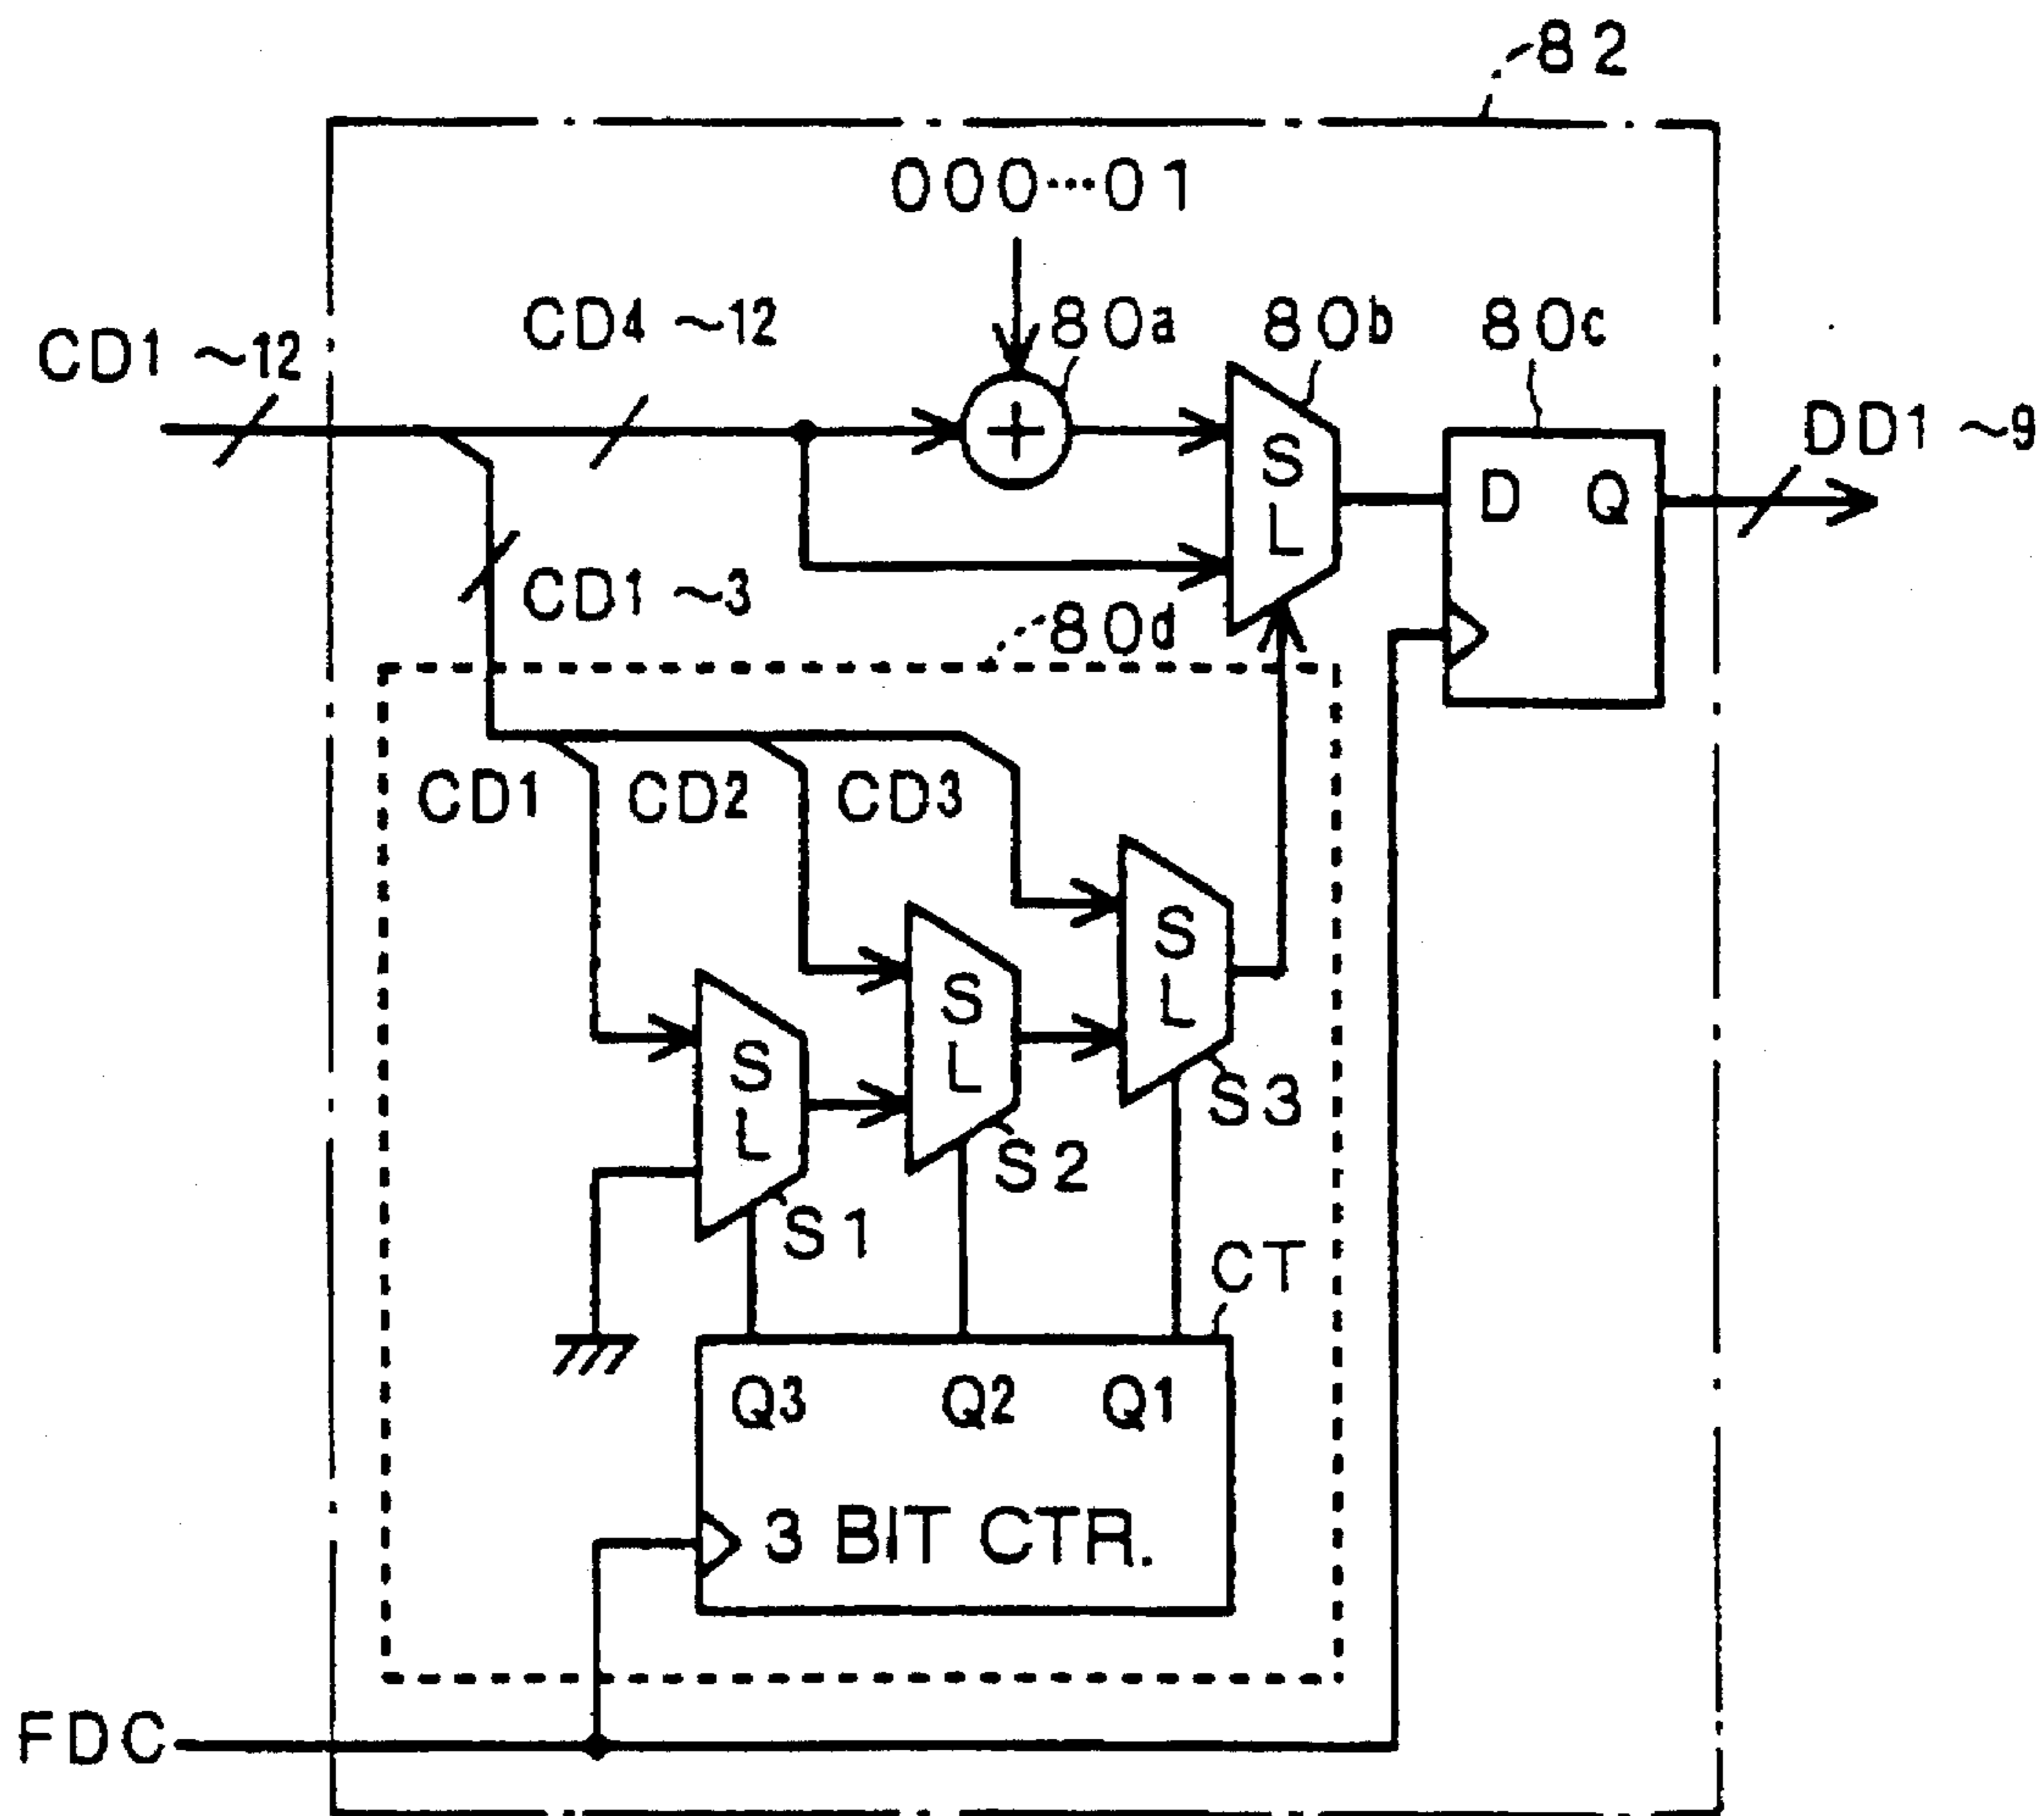 82
000…01
CD1~12
CD4~12
80a
80b
80c
DD1~9
S
L
D Q
CD1~3
80d
CD1
CD2
CD3
S
L
S3
S
L
S2
S
L
S1
CT
Q3 Q2 Q1
3 BIT CTR.
FDC